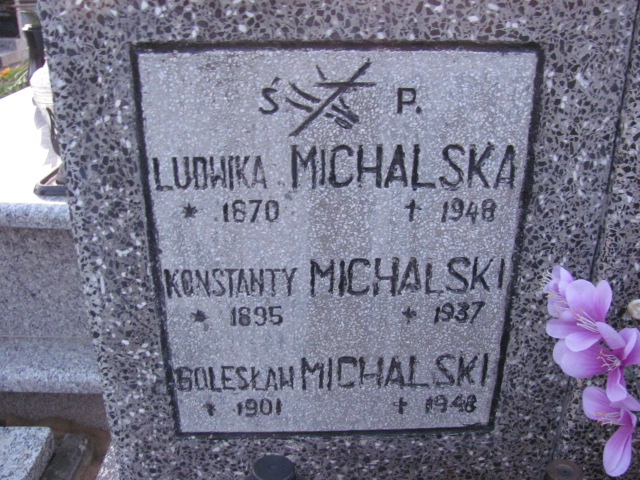 Ś P.
LUDWIKA MICHALSKA
* 1870 † 1948
KONSTANTY MICHALSKI
* 1895 * 1937
BOLESŁAW MICHALSKI
† 1901 † 1948